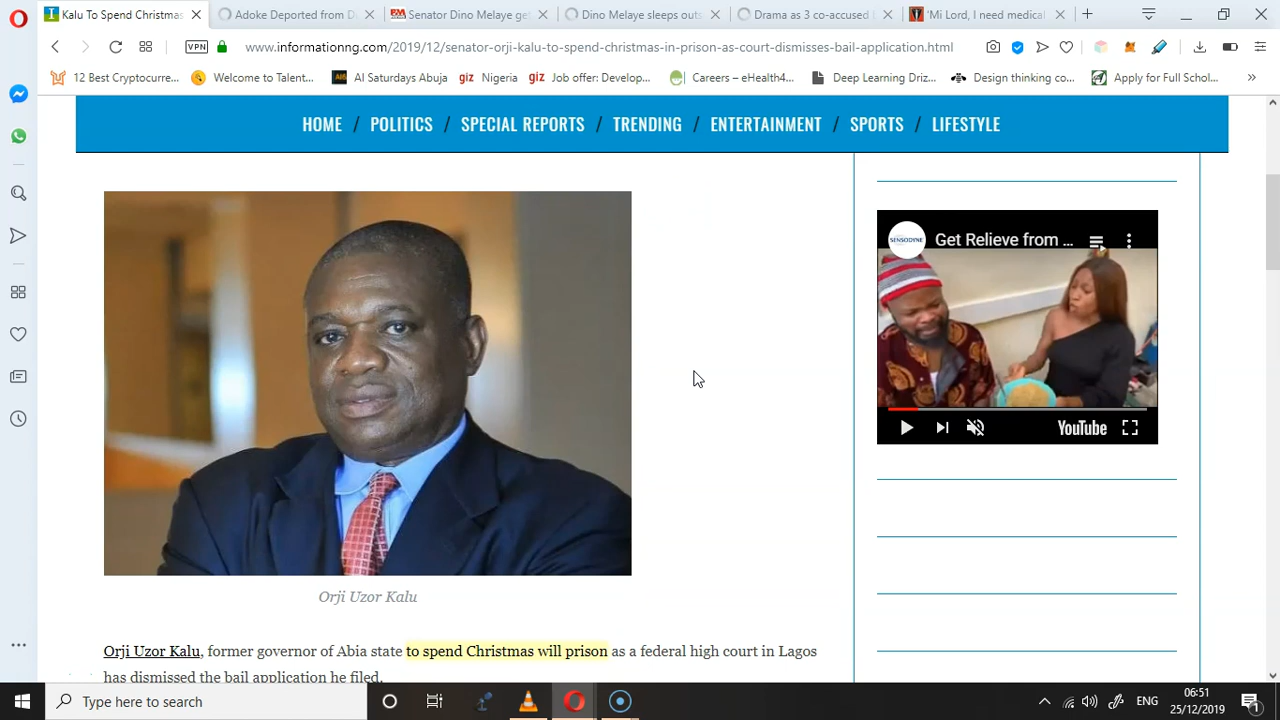 Kalu To Spend Christmas
Adoke Deported from D
Senator Dino Melaye ge
Dino Melaye sleeps outs
Drama as 3 co-accused
'Mi Lord, I need medical
VPN
www.informationng.com/2019/12/senator-orji-kalu-to-spend-christmas-in-prison-as-court-dismisses-bail-application.html
12 Best Cryptocurre...
Welcome to Talent...
AI Saturdays Abuja
giz Nigeria
giz Job offer: Develop...
Careers – eHealth4...
Deep Learning Driz...
Design thinking co...
Apply for Full Schol...
HOME / POLITICS / SPECIAL REPORTS / TRENDING / ENTERTAINMENT / SPORTS / LIFESTYLE
SENSODYNE
Get Relieve from ...
YouTube
Orji Uzor Kalu
Orji Uzor Kalu, former governor of Abia state to spend Christmas will prison as a federal high court in Lagos
has dismissed the bail application he filed.
Type here to search
ENG
06:51
25/12/2019
1